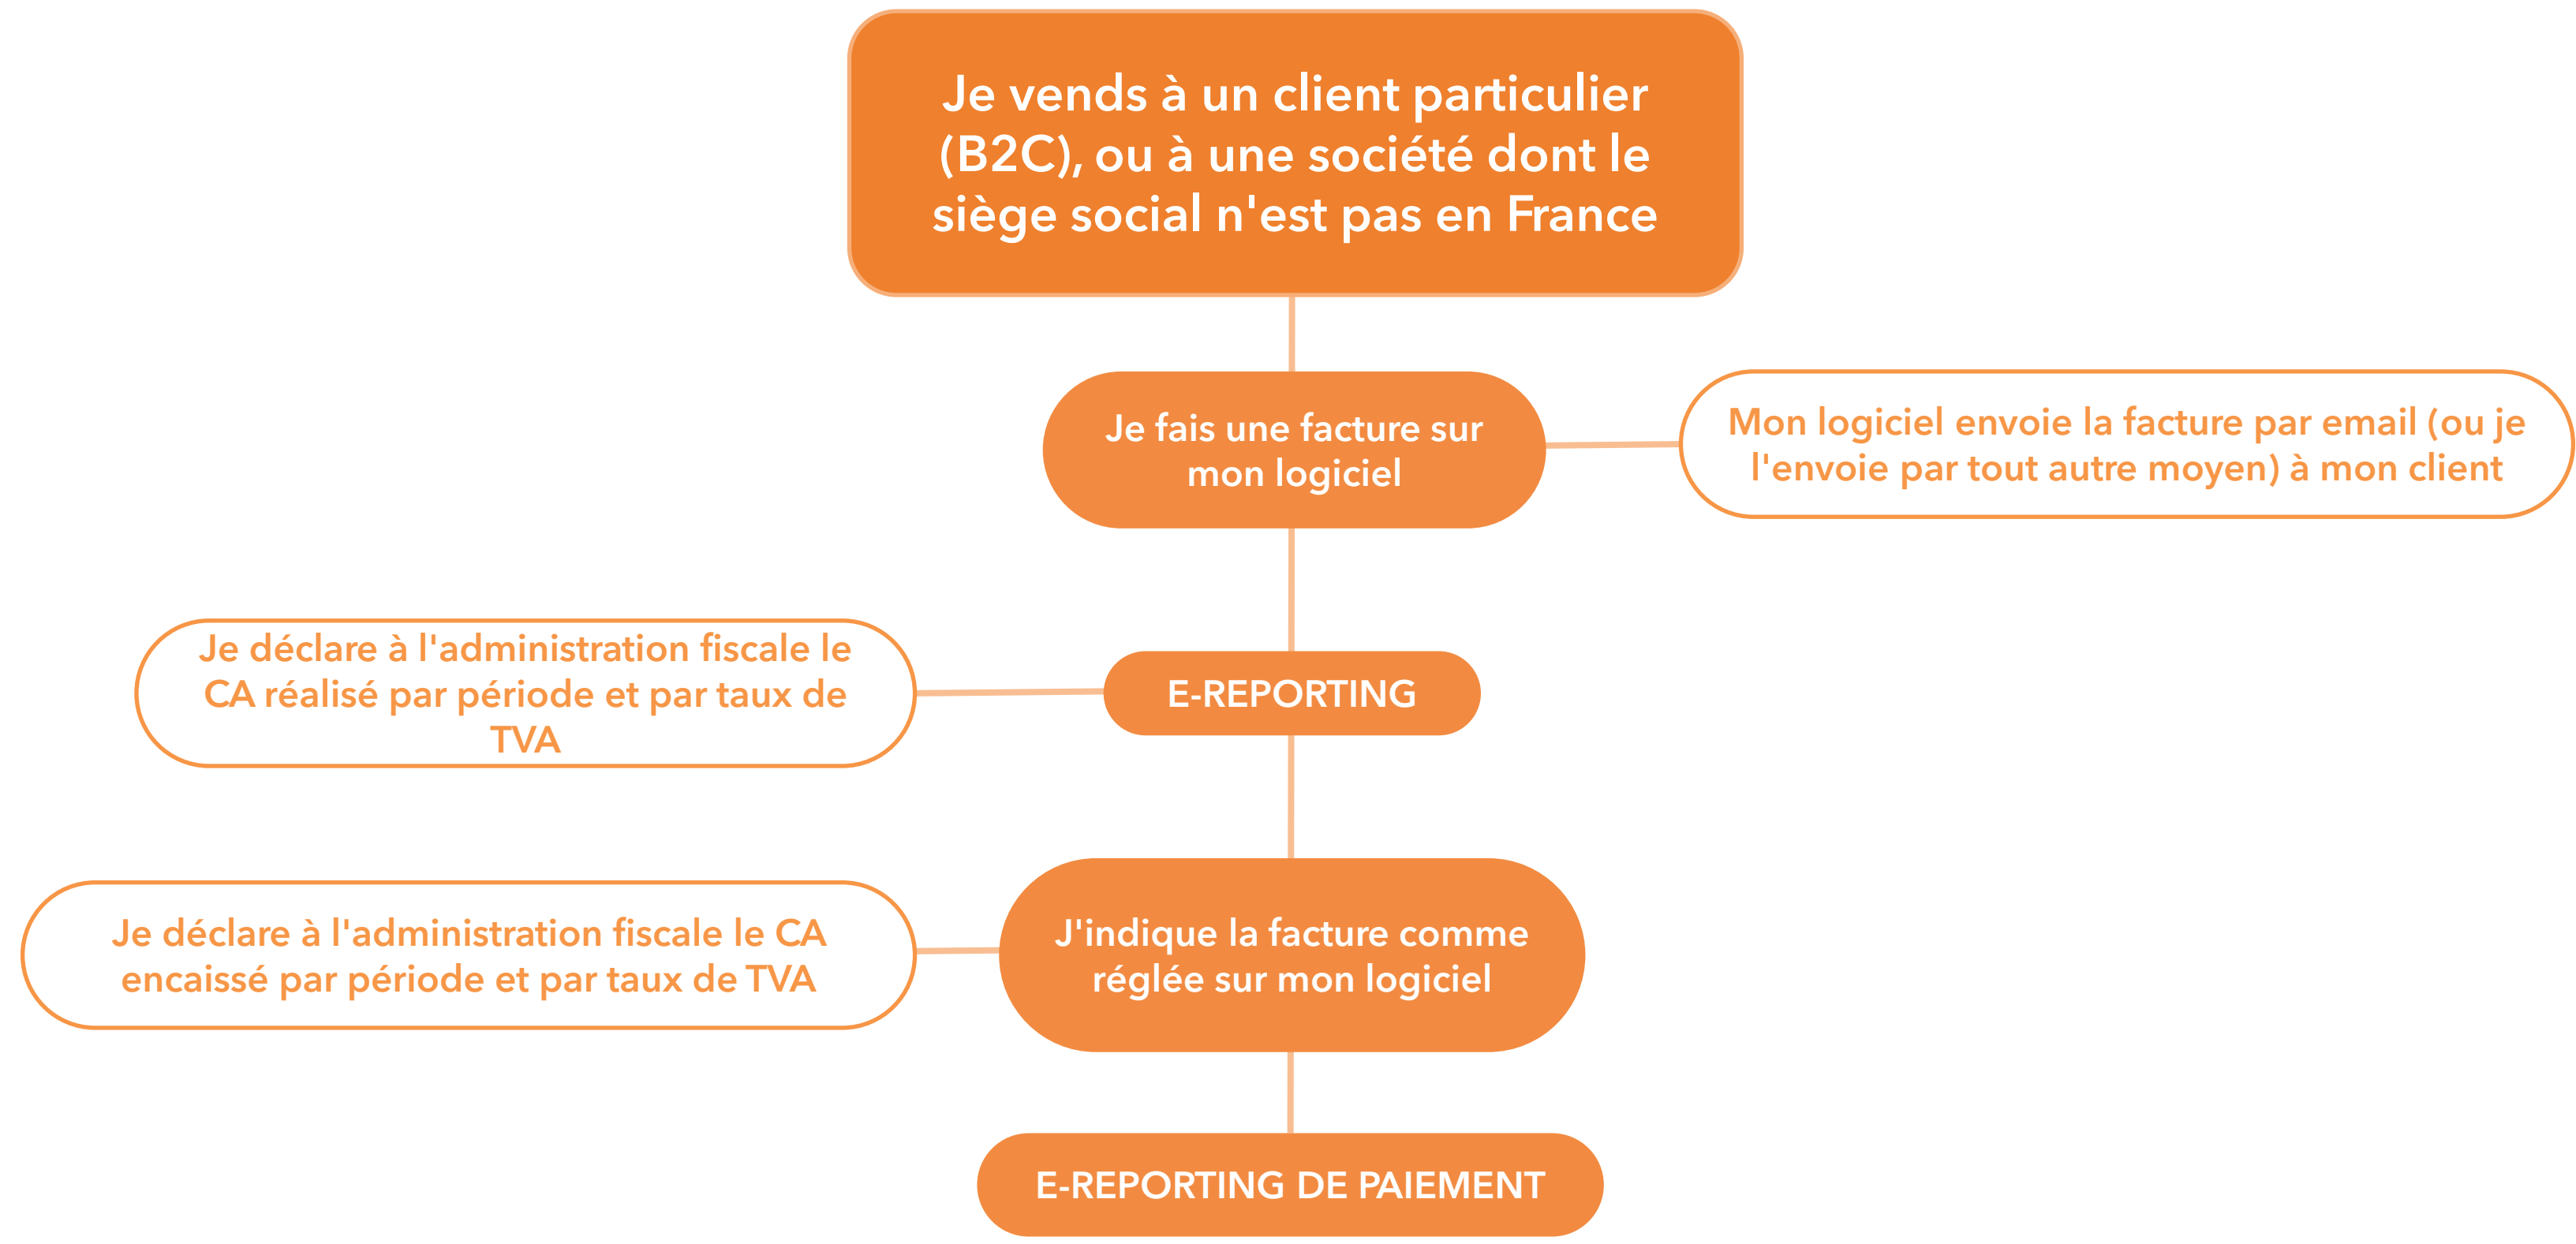 Je vends à un client particulier
(B2C), ou à une société dont le
siège social n'est pas en France
Je fais une facture sur
mon logiciel
Mon logiciel envoie la facture par email (ou je
l'envoie par tout autre moyen) à mon client
Je déclare à l'administration fiscale le
CA réalisé par période et par taux de
TVA
E-REPORTING
Je déclare à l'administration fiscale le CA
encaissé par période et par taux de TVA
J'indique la facture comme
réglée sur mon logiciel
E-REPORTING DE PAIEMENT